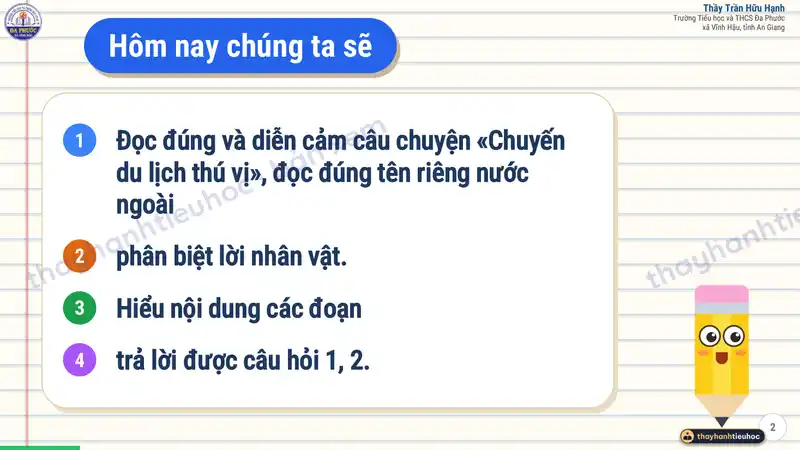 Thầy Trần Hữu Hạnh
Trường Tiểu học và THCS Đa Phước
xã Vĩnh Hậu, tỉnh An Giang
ĐA PHƯỚC
Hôm nay chúng ta sẽ
1 Đọc đúng và diễn cảm câu chuyện «Chuyến
du lịch thú vị», đọc đúng tên riêng nước
ngoài
2 phân biệt lời nhân vật.
3 Hiểu nội dung các đoạn
4 trả lời được câu hỏi 1, 2.
thayhanhtieuhoc
2